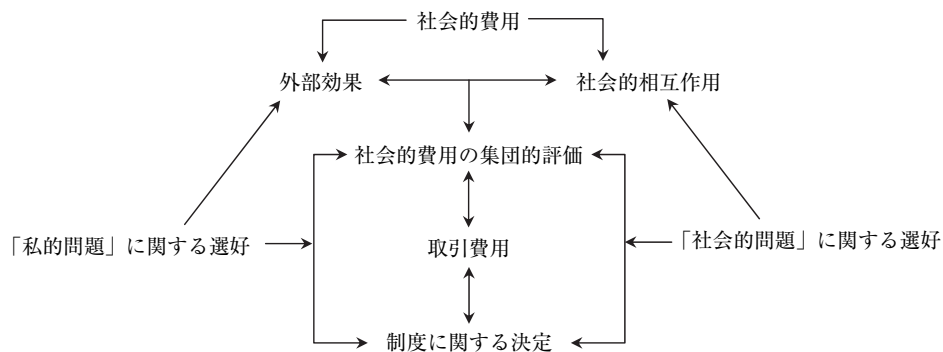 社会的費用
外部効果
社会的相互作用
社会的費用の集団的評価
「私的問題」に関する選好
取引費用
「社会的問題」に関する選好
制度に関する決定